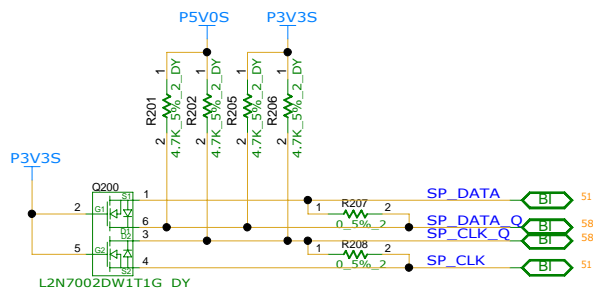 P5V0S P3V3S
1 1 1 1
R201 4.7K_5%_2_DY
R202 4.7K_5%_2_DY
R205 4.7K_5%_2_DY
R206 4.7K_5%_2_DY
2 2 2 2
P3V3S
Q200
1 SP_DATA BI 51
S1
2 G1
1 R207 2
0_5%_2
D1
6 SP_DATA_Q BI 58
D2
3 SP_CLK_Q BI 58
5 G2
1 R208 2
0_5%_2
S2
4 SP_CLK BI 51
L2N7002DW1T1G_DY